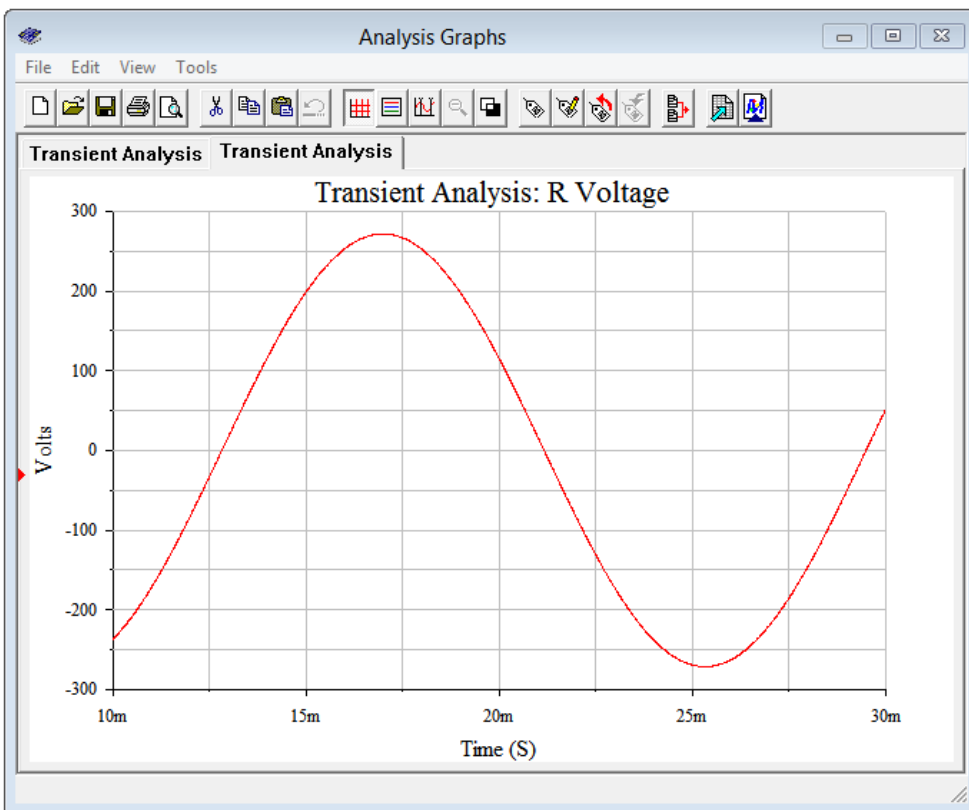 Analysis Graphs
File Edit View Tools
Transient Analysis Transient Analysis
Transient Analysis: R Voltage
300
200
100
0
-100
-200
-300
Volts
10m 15m 20m 25m 30m
Time (S)